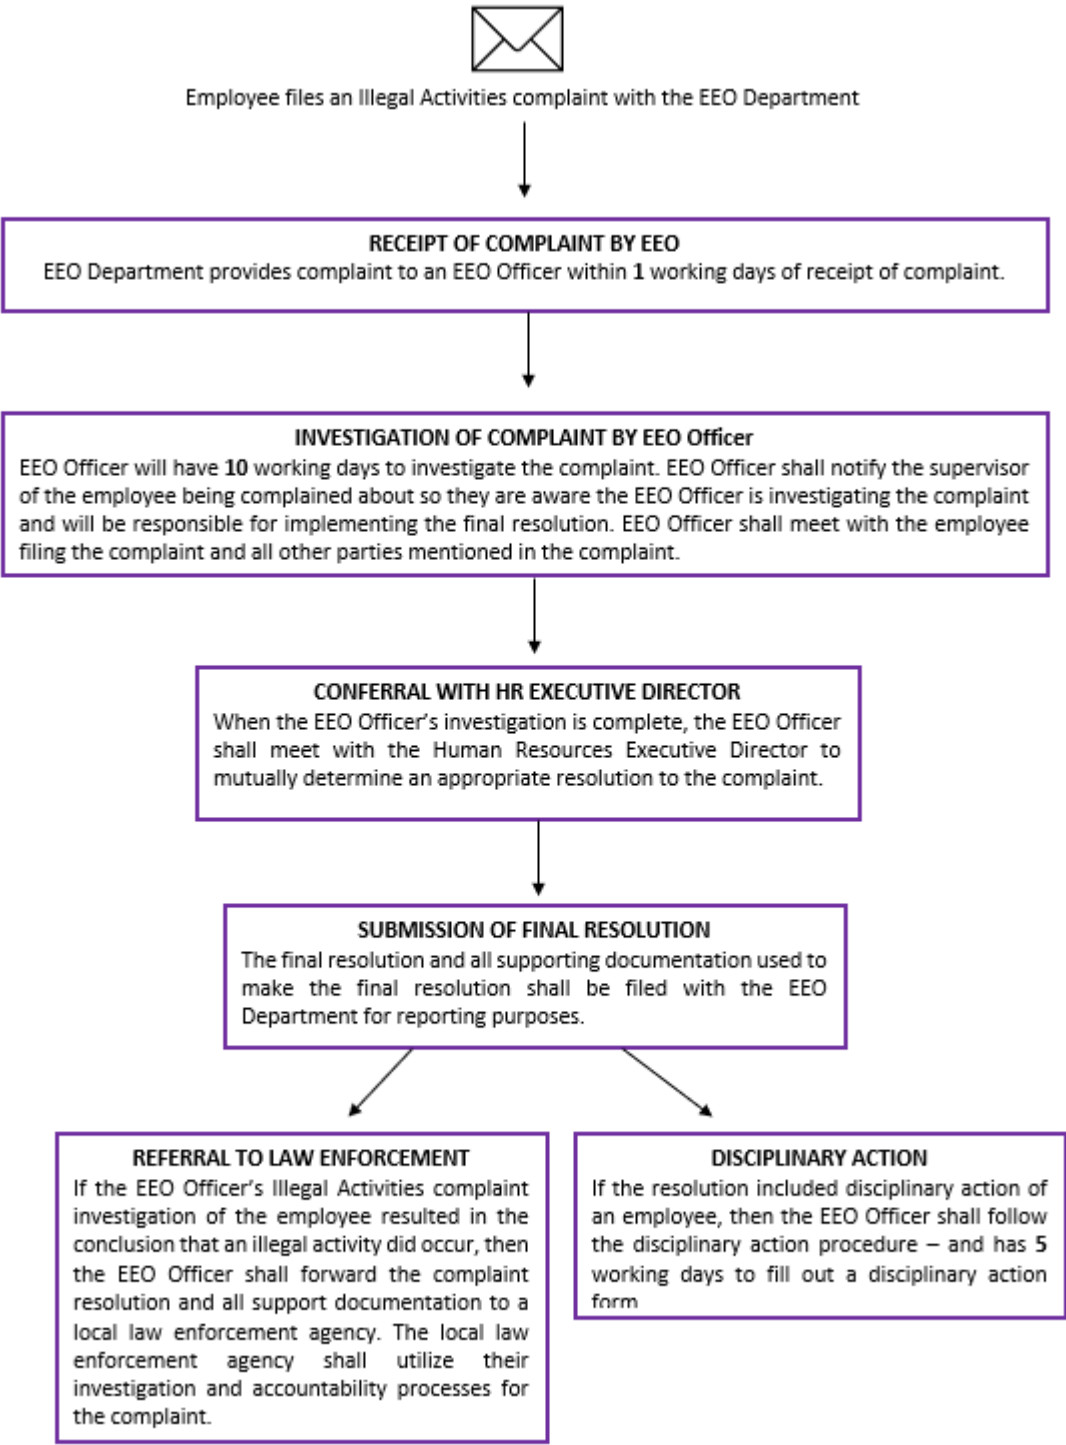 Employee files an Illegal Activities complaint with the EEO Department
RECEIPT OF COMPLAINT BY EEO
EEO Department provides complaint to an EEO Officer within 1 working days of receipt of complaint.
INVESTIGATION OF COMPLAINT BY EEO Officer
EEO Officer will have 10 working days to investigate the complaint. EEO Officer shall notify the supervisor
of the employee being complained about so they are aware the EEO Officer is investigating the complaint
and will be responsible for implementing the final resolution. EEO Officer shall meet with the employee
filing the complaint and all other parties mentioned in the complaint.
CONFERRAL WITH HR EXECUTIVE DIRECTOR
When the EEO Officer's investigation is complete, the EEO Officer
shall meet with the Human Resources Executive Director to
mutually determine an appropriate resolution to the complaint.
SUBMISSION OF FINAL RESOLUTION
The final resolution and all supporting documentation used to
make the final resolution shall be filed with the EEO
Department for reporting purposes.
REFERRAL TO LAW ENFORCEMENT
If the EEO Officer's Illegal Activities complaint
investigation of the employee resulted in the
conclusion that an illegal activity did occur, then
the EEO Officer shall forward the complaint
resolution and all support documentation to a
local law enforcement agency. The local law
enforcement agency shall utilize their
investigation and accountability processes for
the complaint.
DISCIPLINARY ACTION
If the resolution included disciplinary action of
an employee, then the EEO Officer shall follow
the disciplinary action procedure – and has 5
working days to fill out a disciplinary action
form